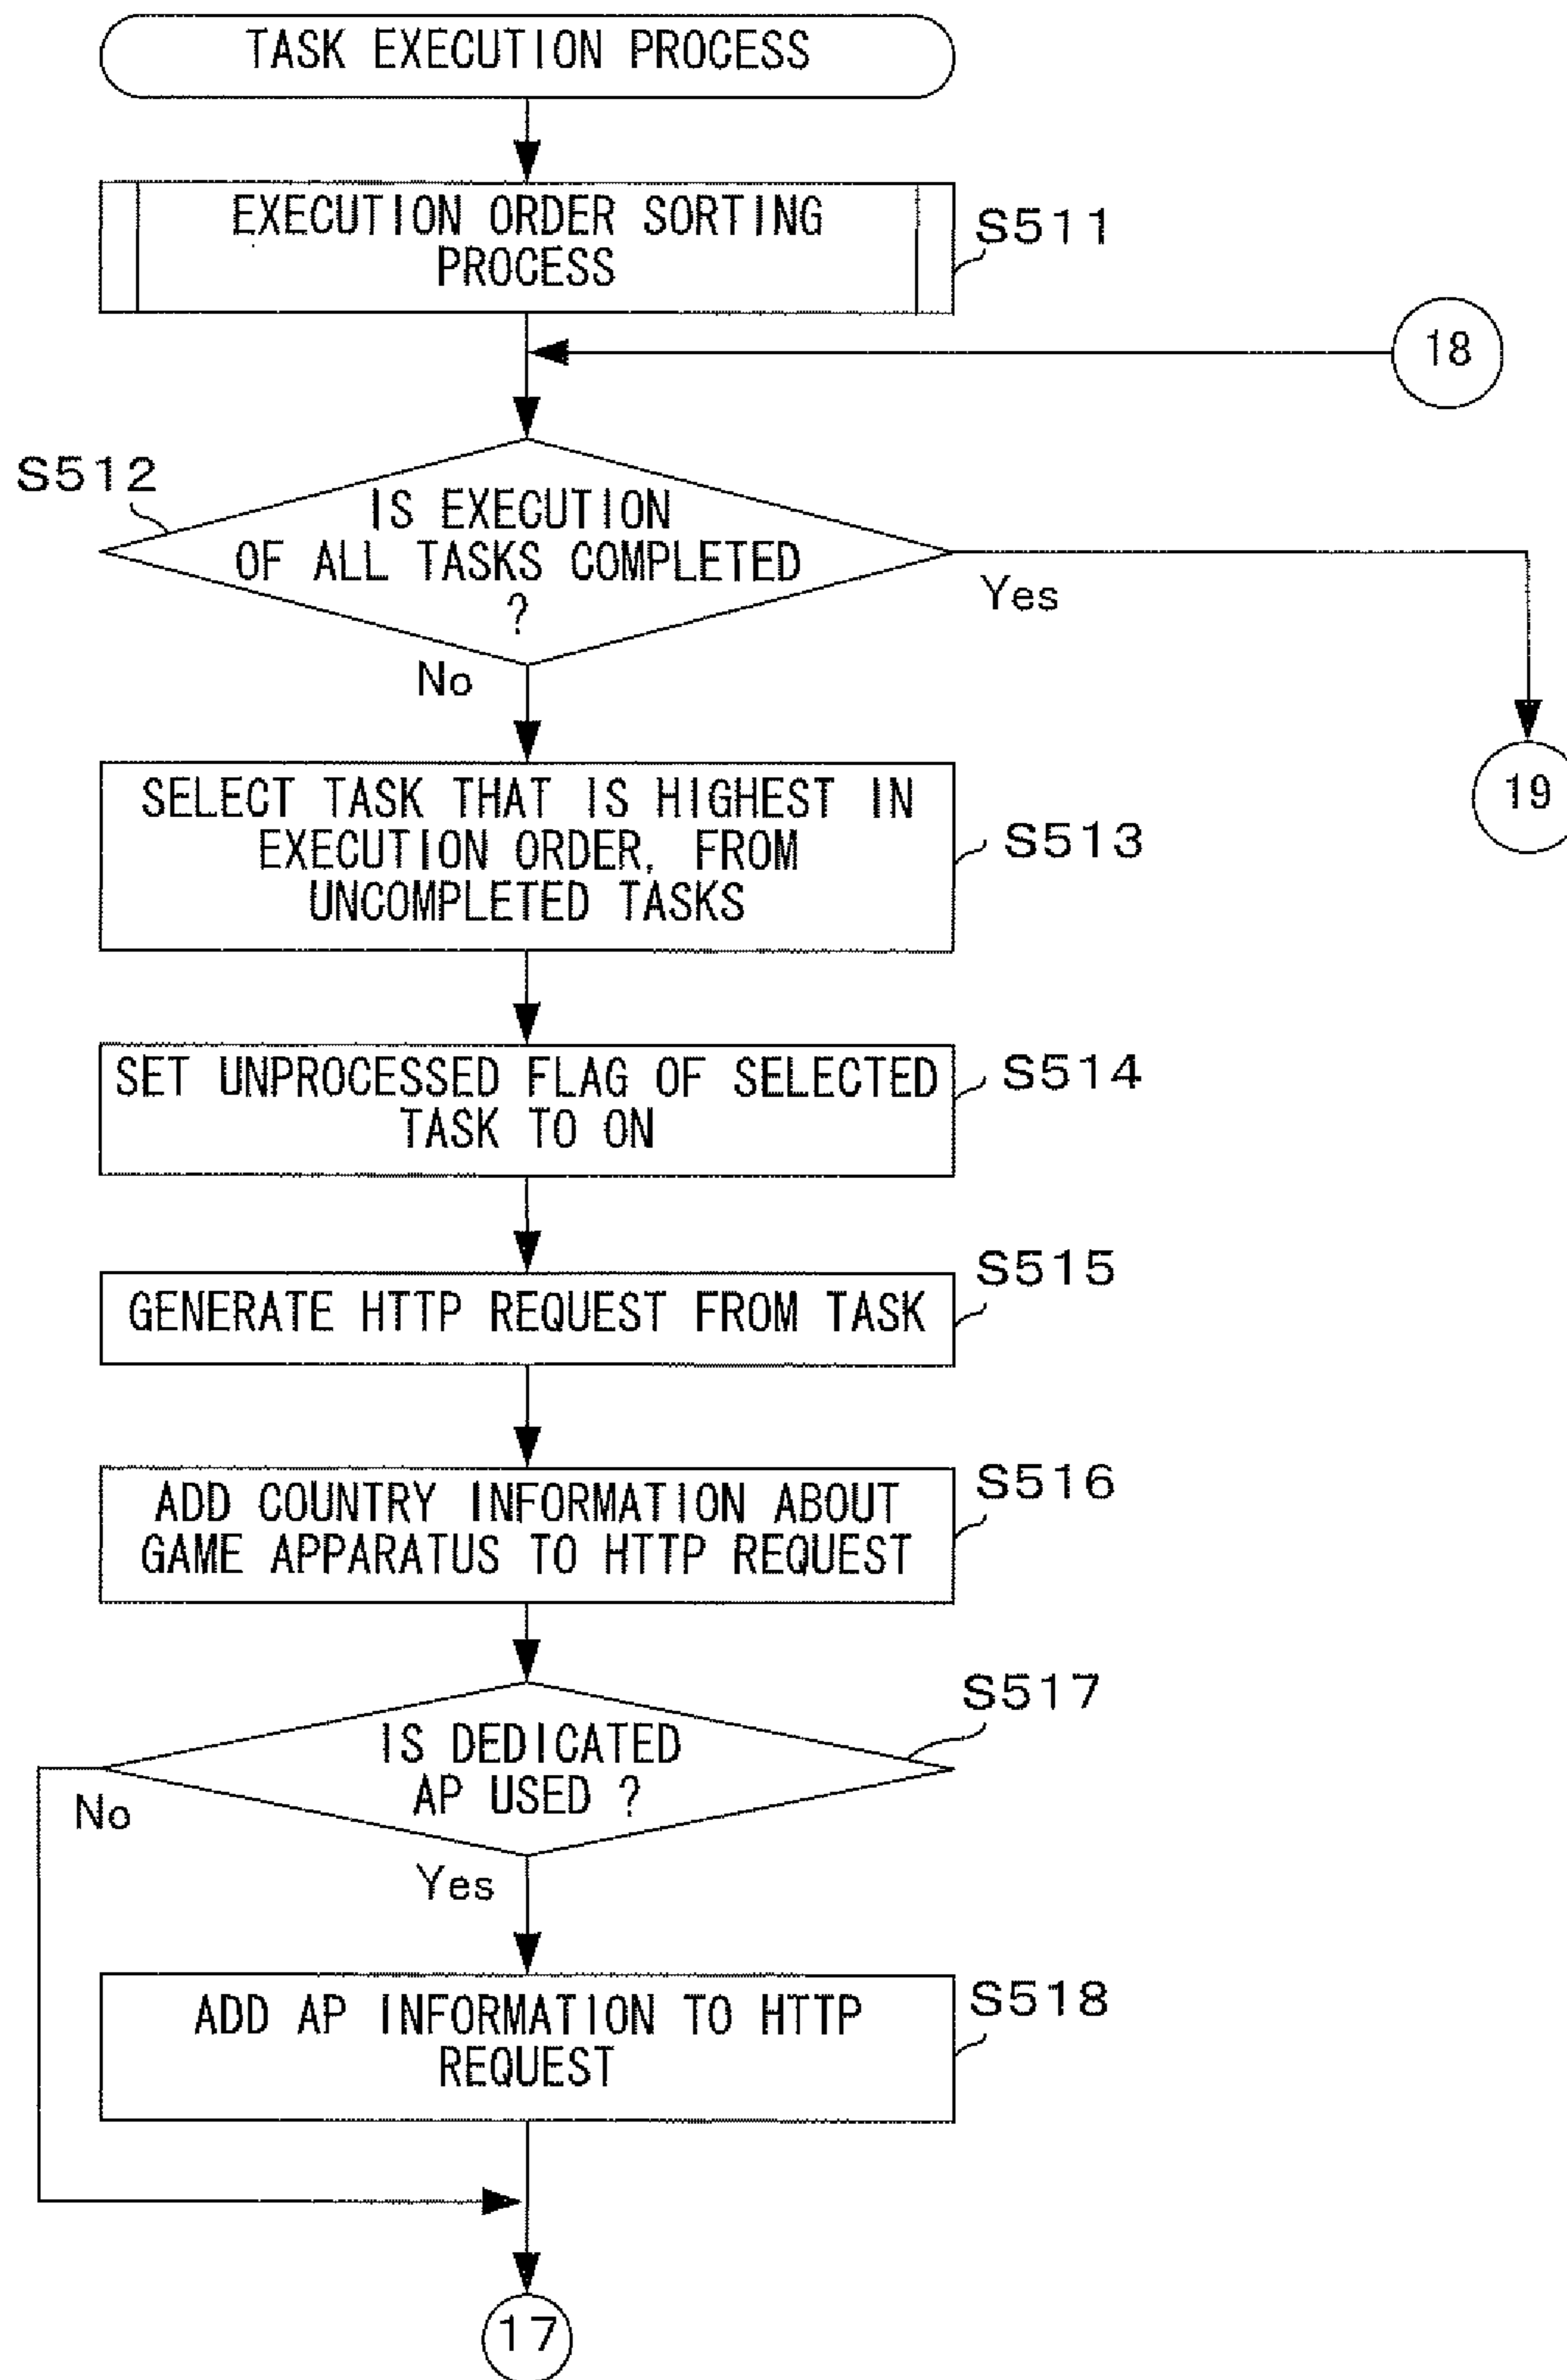 TASK EXECUTION PROCESS
EXECUTION ORDER SORTING
PROCESS
S511
18
S512
IS EXECUTION
OF ALL TASKS COMPLETED
?
Yes
No
19
SELECT TASK THAT IS HIGHEST IN
EXECUTION ORDER, FROM
UNCOMPLETED TASKS
S513
SET UNPROCESSED FLAG OF SELECTED
TASK TO ON
S514
GENERATE HTTP REQUEST FROM TASK
S515
ADD COUNTRY INFORMATION ABOUT
GAME APPARATUS TO HTTP REQUEST
S516
S517
IS DEDICATED
AP USED ?
No
Yes
ADD AP INFORMATION TO HTTP
REQUEST
S518
17